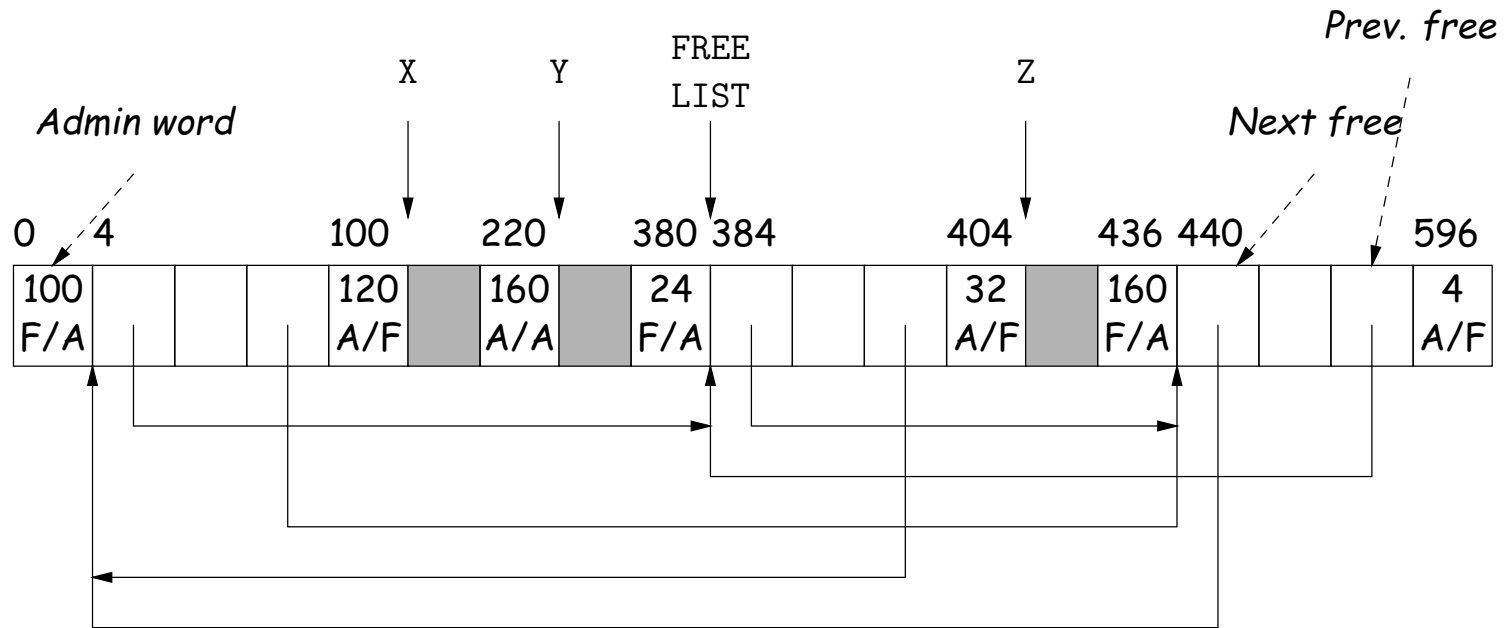 Prev. free
FREE
X Y LIST Z
Admin word Next free
0 4 100 220 380 384 404 436 440 596
100 120 160 24 32 160 4
F/A A/F A/A F/A A/F F/A A/F